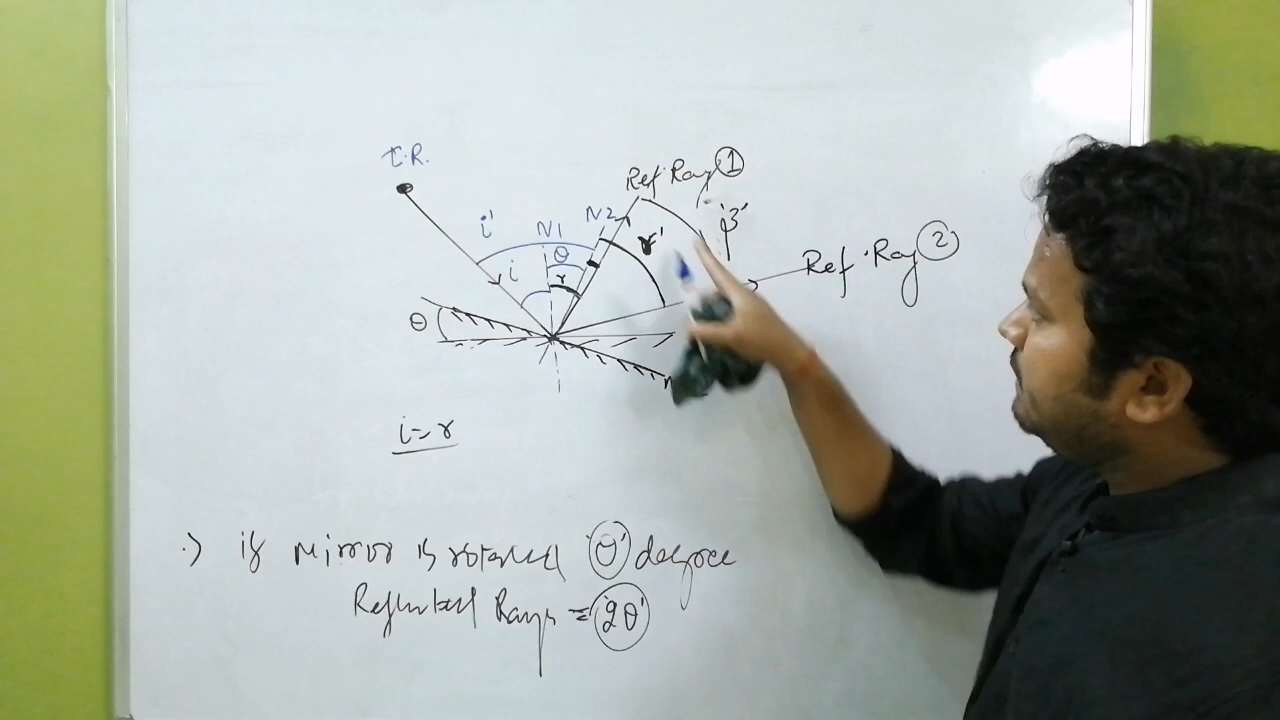 I.R.
Ref. Ray ①
i' N1 N2 r' 'β'
θ
i r
Ref. Ray ②
θ
i=r
if Mirror is rotated 'θ' degree
Reflected Rays = '2θ'